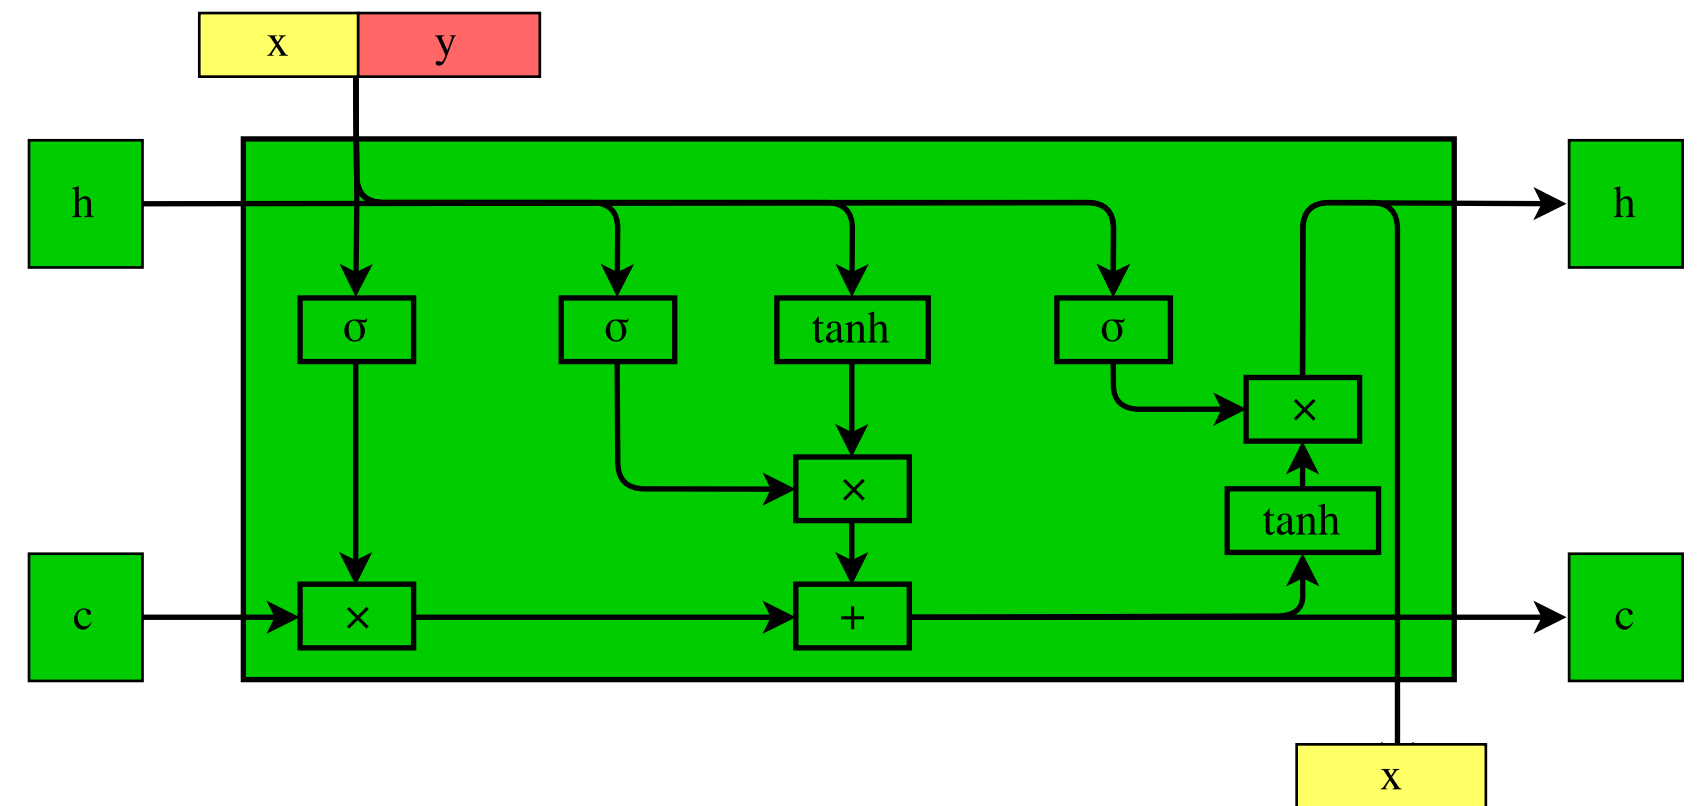 x y
h h
σ σ tanh σ
×
×
tanh
c × + c
x